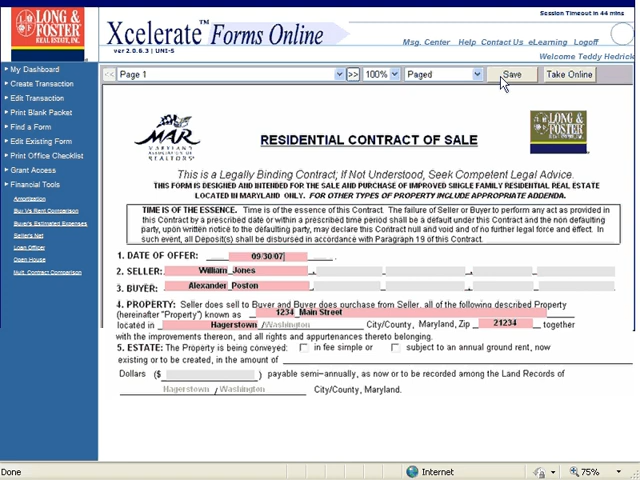 Session Timeout in 44 mins
LONG &
FOSTER
REAL ESTATE, INC.
Xcelerate™ Forms Online
ver 2.0.6.3 | UNI-5
Msg. Center Help Contact Us eLearning Logoff
Welcome Teddy Hedrick
My Dashboard
Create Transaction
Edit Transaction
Print Blank Packet
Find a Form
Edit Existing Form
Print Office Checklist
Grant Access
Financial Tools
Amortization
Buy Vs Rent Comparison
Buyer's Estimated Expenses
Seller's Net
Loan Officer
Open House
Mult. Contract Comparison
<< Page 1 >> 100% Paged Save Take Online
MAR
MARYLAND
ASSOCIATION OF
REALTORS®
RESIDENTIAL CONTRACT OF SALE
LONG &
FOSTER
This is a Legally Binding Contract; If Not Understood, Seek Competent Legal Advice.
THIS FORM IS DESIGNED AND INTENDED FOR THE SALE AND PURCHASE OF IMPROVED SINGLE FAMILY RESIDENTIAL REAL ESTATE
LOCATED IN MARYLAND ONLY. FOR OTHER TYPES OF PROPERTY INCLUDE APPROPRIATE ADDENDA.
TIME IS OF THE ESSENCE. Time is of the essence of this Contract. The failure of Seller or Buyer to perform any act as provided in
this Contract by a prescribed date or within a prescribed time period shall be a default under this Contract and the non defaulting
party, upon written notice to the defaulting party, may declare this Contract null and void and of no further legal force and effect. In
such event, all Deposit(s) shall be disbursed in accordance with Paragraph 19 of this Contract.
1. DATE OF OFFER: 09/30/07 .
2. SELLER: William Jones , ,
3. BUYER: Alexander Poston , ,
4. PROPERTY: Seller does sell to Buyer and Buyer does purchase from Seller, all of the following described Property
(hereinafter "Property") known as 1234 Main Street
located in Hagerstown /Washington City/County, Maryland, Zip 21234 together
with the improvements thereon, and all rights and appurtenances thereto belonging.
5. ESTATE: The Property is being conveyed: in fee simple or subject to an annual ground rent, now
existing or to be created, in the amount of
Dollars ($ ) payable semi-annually, as now or to be recorded among the Land Records of
Hagerstown / Washington City/County, Maryland.
Done Internet 75%